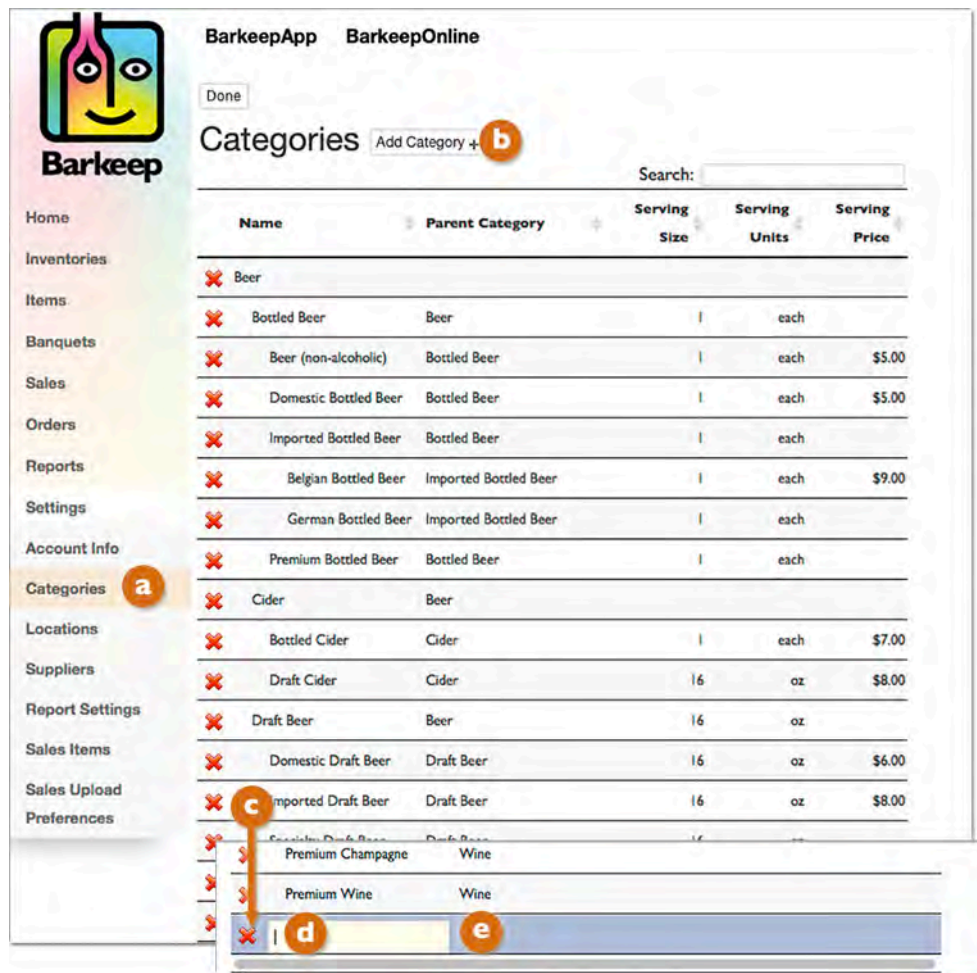 BarkeepApp BarkeepOnline
Done
Categories Add Category + b
Barkeep
Search:
Home
Inventories
Items
Banquets
Sales
Orders
Reports
Settings
Account Info
Categories a
Locations
Suppliers
Report Settings
Sales Items
Sales Upload
Preferences
Name Parent Category Serving Size Serving Units Serving Price
Beer
Bottled Beer Beer 1 each
Beer (non-alcoholic) Bottled Beer 1 each $5.00
Domestic Bottled Beer Bottled Beer 1 each $5.00
Imported Bottled Beer Bottled Beer 1 each
Belgian Bottled Beer Imported Bottled Beer 1 each $9.00
German Bottled Beer Imported Bottled Beer 1 each
Premium Bottled Beer Bottled Beer 1 each
Cider Beer
Bottled Cider Cider 1 each $7.00
Draft Cider Cider 16 oz $8.00
Draft Beer Beer 16 oz
Domestic Draft Beer Draft Beer 16 oz $6.00
c mported Draft Beer Draft Beer 16 oz $8.00
Premium Champagne Wine
Premium Wine Wine
d e